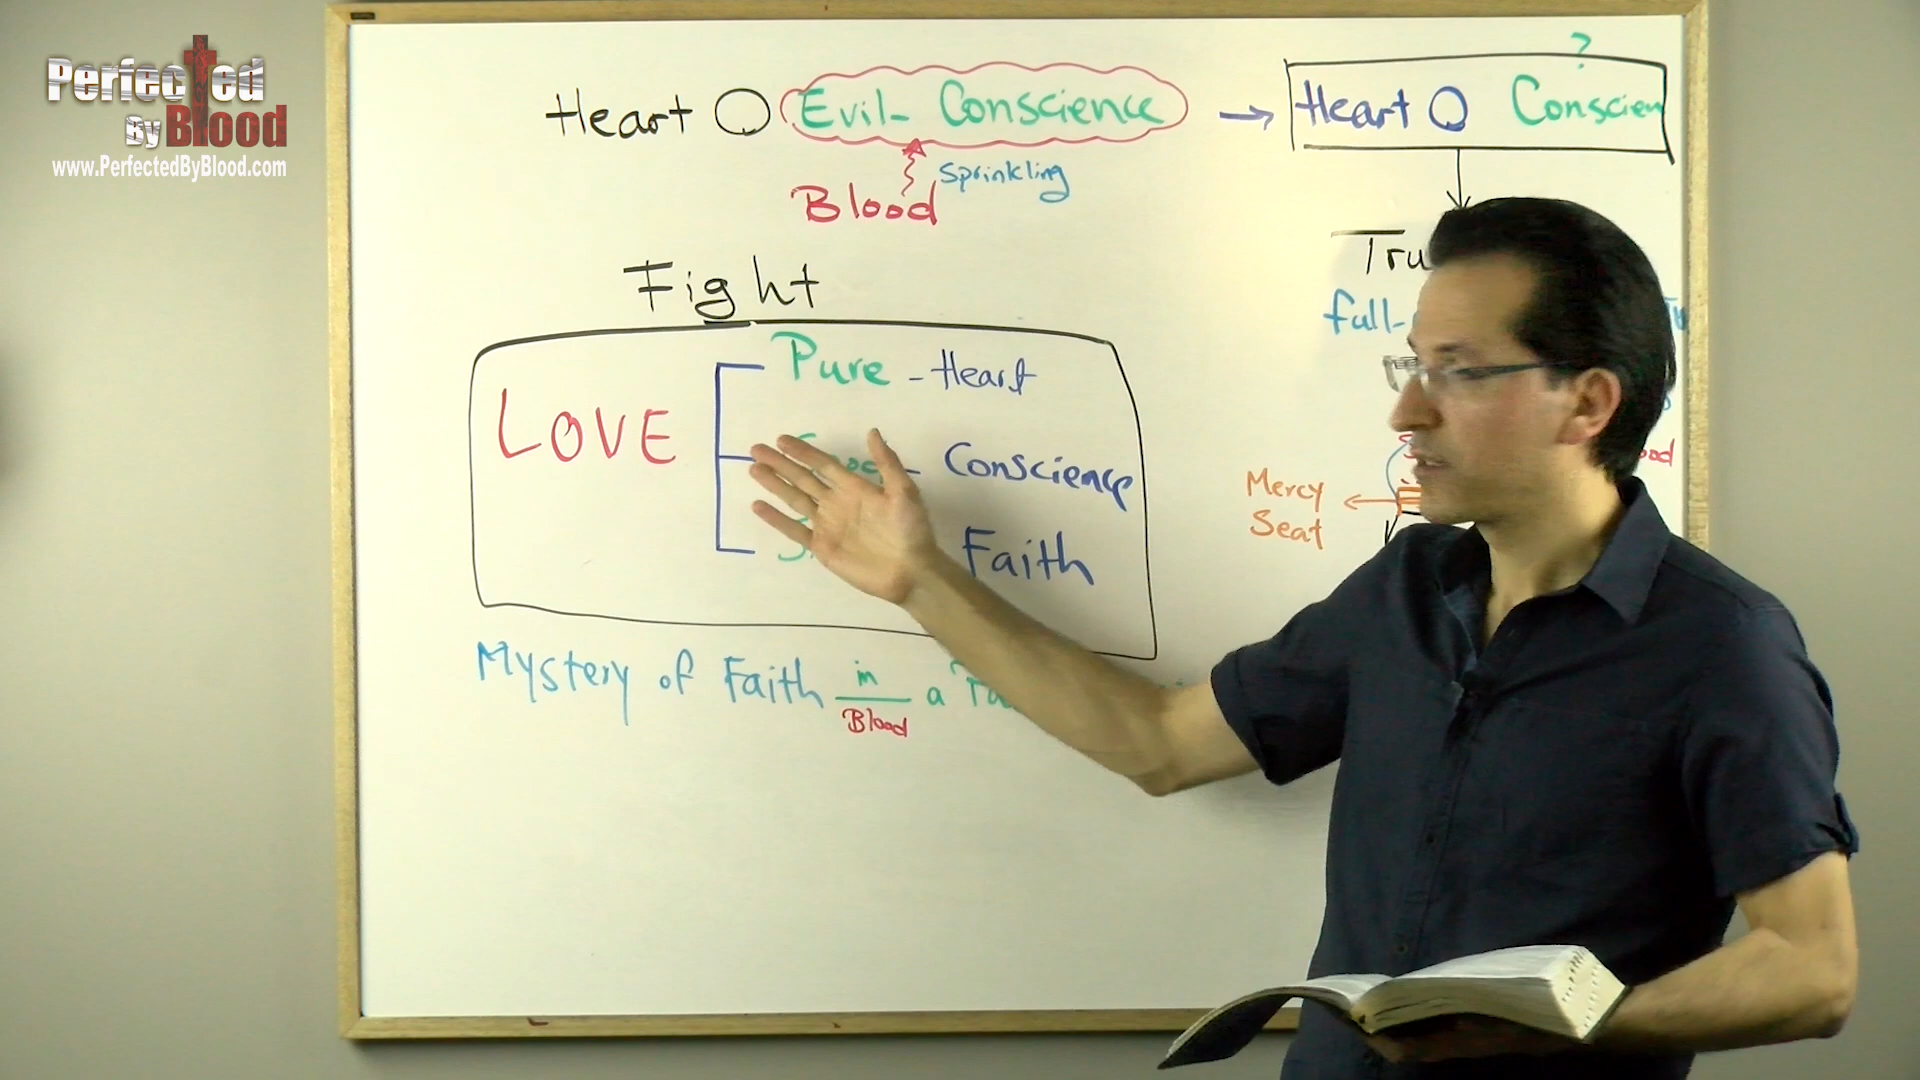 Perfected
By Blood
www.PerfectedByBlood.com
Heart Evil- Conscience → Heart Conscien
?
Sprinkling
Blood
Fight
Tru
full-
LOVE
Pure - Heart
- Conscience
Faith
Mercy
Seat
Mystery of Faith in a
Blood